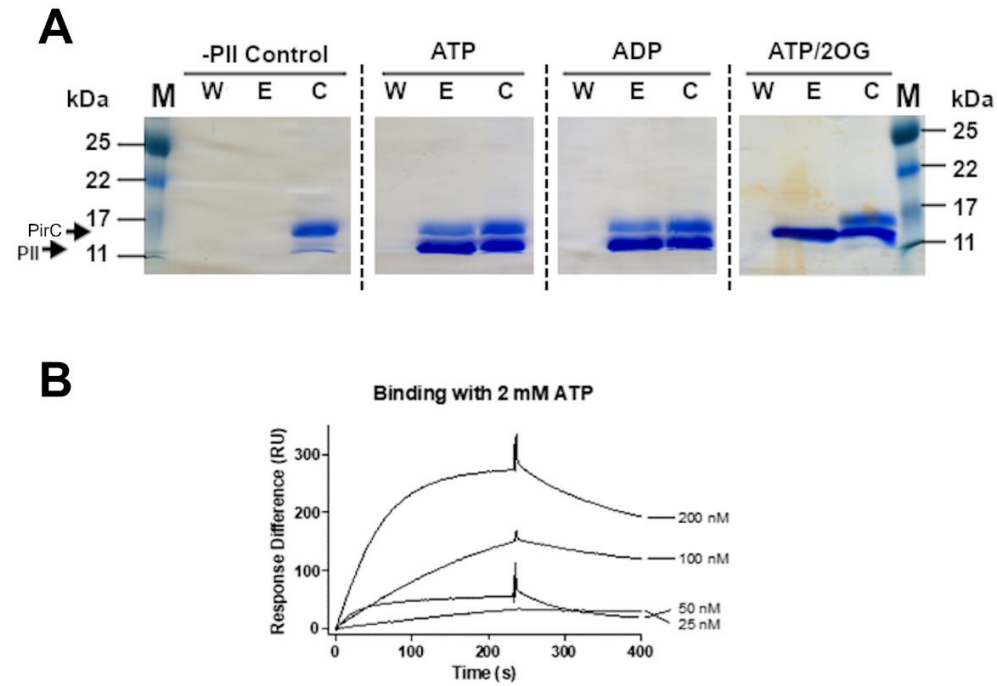 A
-PII Control ATP ADP ATP/2OG
kDa M W E C W E C W E C W E C M kDa
25 25
22 22
17 17
PirC
PII
11 11
B
Binding with 2 mM ATP
Response Difference (RU)
300
200
100
0
200 nM
100 nM
50 nM
25 nM
0 100 200 300 400
Time (s)